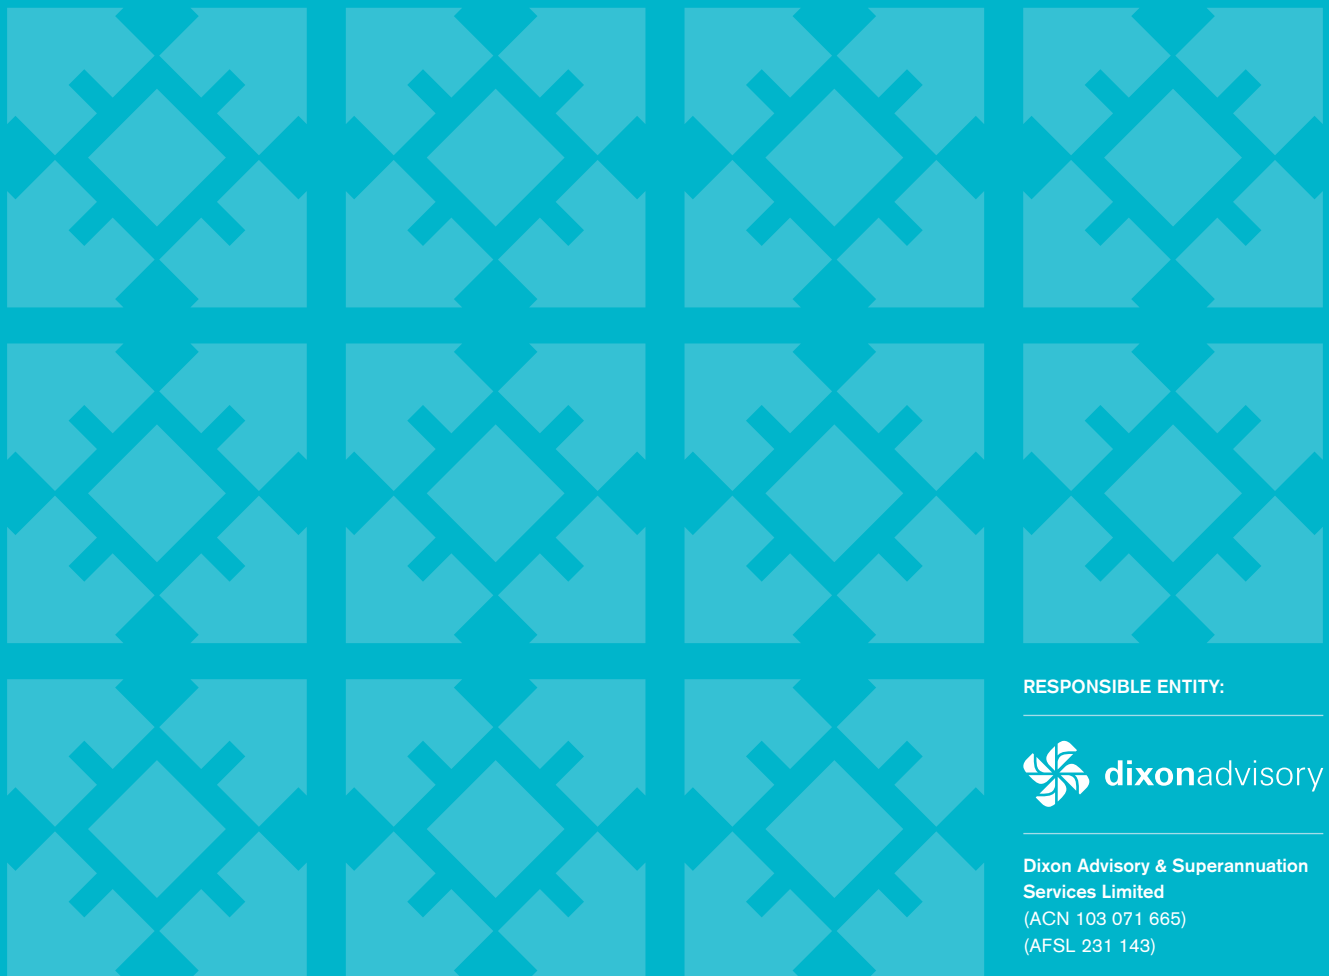 RESPONSIBLE ENTITY:
dixonadvisory
Dixon Advisory & Superannuation
Services Limited
(ACN 103 071 665)
(AFSL 231 143)